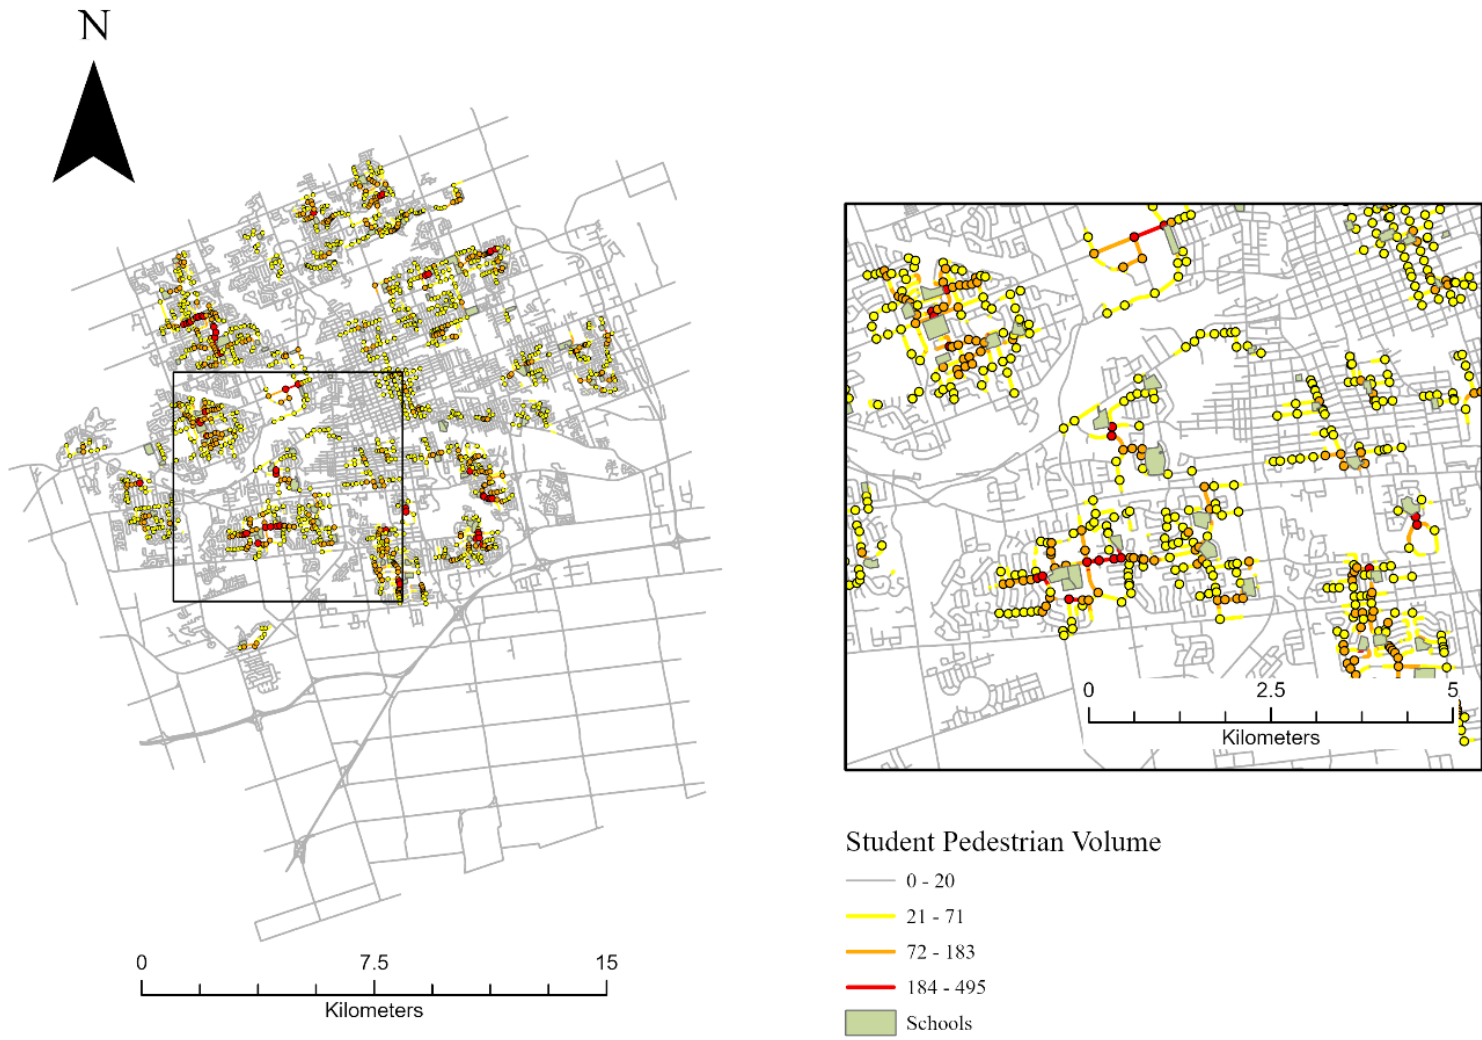 N
0 2.5 5
Kilometers
Student Pedestrian Volume
0 - 20
21 - 71
72 - 183
184 - 495
Schools
0 7.5 15
Kilometers